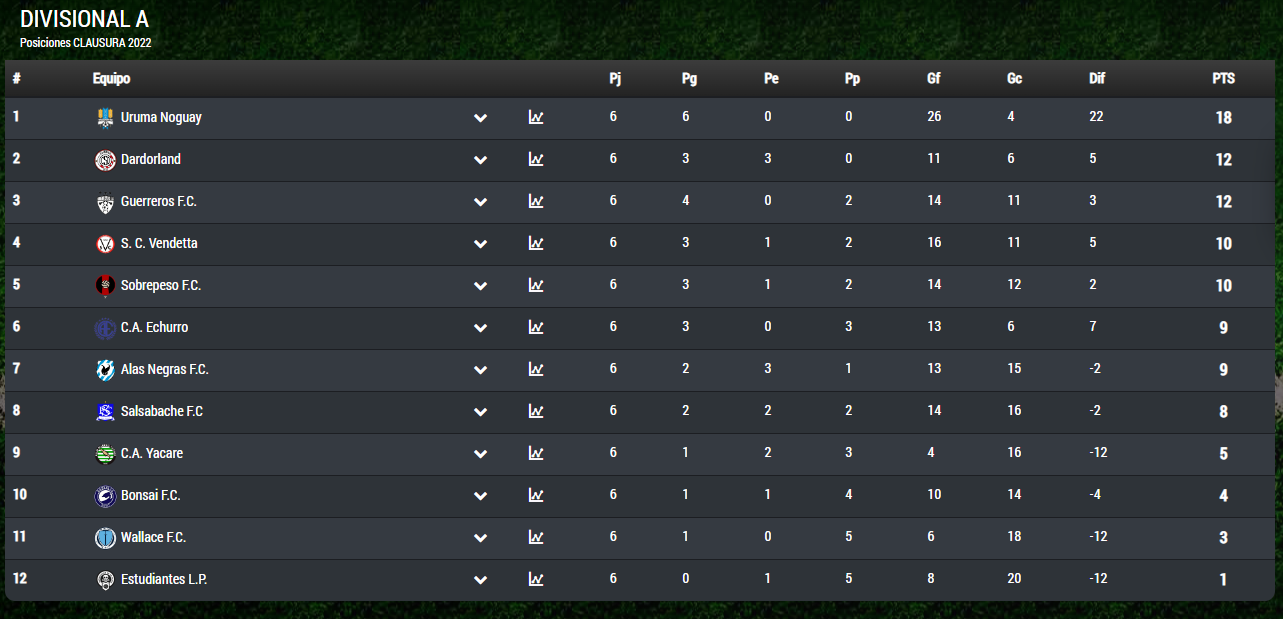 DIVISIONAL A
Posiciones CLAUSURA 2022
# Equipo Pj Pg Pe Pp Gf Gc Dif PTS
1 Uruma Noguay 6 6 0 0 26 4 22 18
2 Dardorland 6 3 3 0 11 6 5 12
3 Guerreros F.C. 6 4 0 2 14 11 3 12
4 S. C. Vendetta 6 3 1 2 16 11 5 10
5 Sobrepeso F.C. 6 3 1 2 14 12 2 10
6 C.A. Echurro 6 3 0 3 13 6 7 9
7 Alas Negras F.C. 6 2 3 1 13 15 -2 9
8 Salsabache F.C 6 2 2 2 14 16 -2 8
9 C.A. Yacare 6 1 2 3 4 16 -12 5
10 Bonsai F.C. 6 1 1 4 10 14 -4 4
11 Wallace F.C. 6 1 0 5 6 18 -12 3
12 Estudiantes L.P. 6 0 1 5 8 20 -12 1